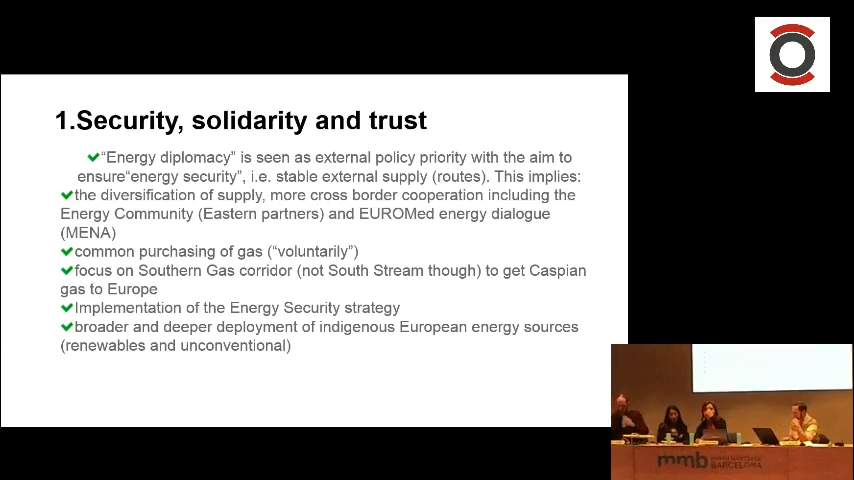 1.Security, solidarity and trust
“Energy diplomacy” is seen as external policy priority with the aim to
ensure“energy security”, i.e. stable external supply (routes). This implies:
the diversification of supply, more cross border cooperation including the
Energy Community (Eastern partners) and EUROMed energy dialogue
(MENA)
common purchasing of gas (“voluntarily”)
focus on Southern Gas corridor (not South Stream though) to get Caspian
gas to Europe
Implementation of the Energy Security strategy
broader and deeper deployment of indigenous European energy sources
(renewables and unconventional)
mmb
BARCELONA